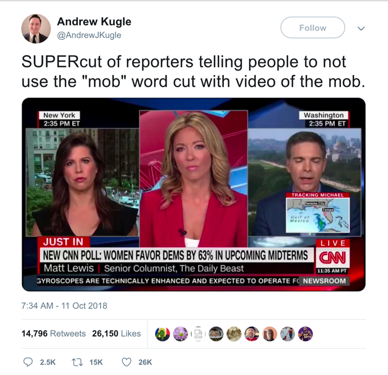 Andrew Kugle
@AndrewJKugle
Follow
SUPERcut of reporters telling people to not
use the "mob" word cut with video of the mob.
New York
2:35 PM ET
Washington
2:35 PM ET
TRACKING MICHAEL
JUST IN
LIVE
NEW CNN POLL: WOMEN FAVOR DEMS BY 63% IN UPCOMING MIDTERMS
CNN
Matt Lewis | Senior Columnist, The Daily Beast
11:35 AM PT
GYROSCOPES ARE TECHNICALLY ENHANCED AND EXPECTED TO OPERATE
NEWSROOM
7:34 AM - 11 Oct 2018
14,796 Retweets 26,150 Likes
2.5K 15K 26K